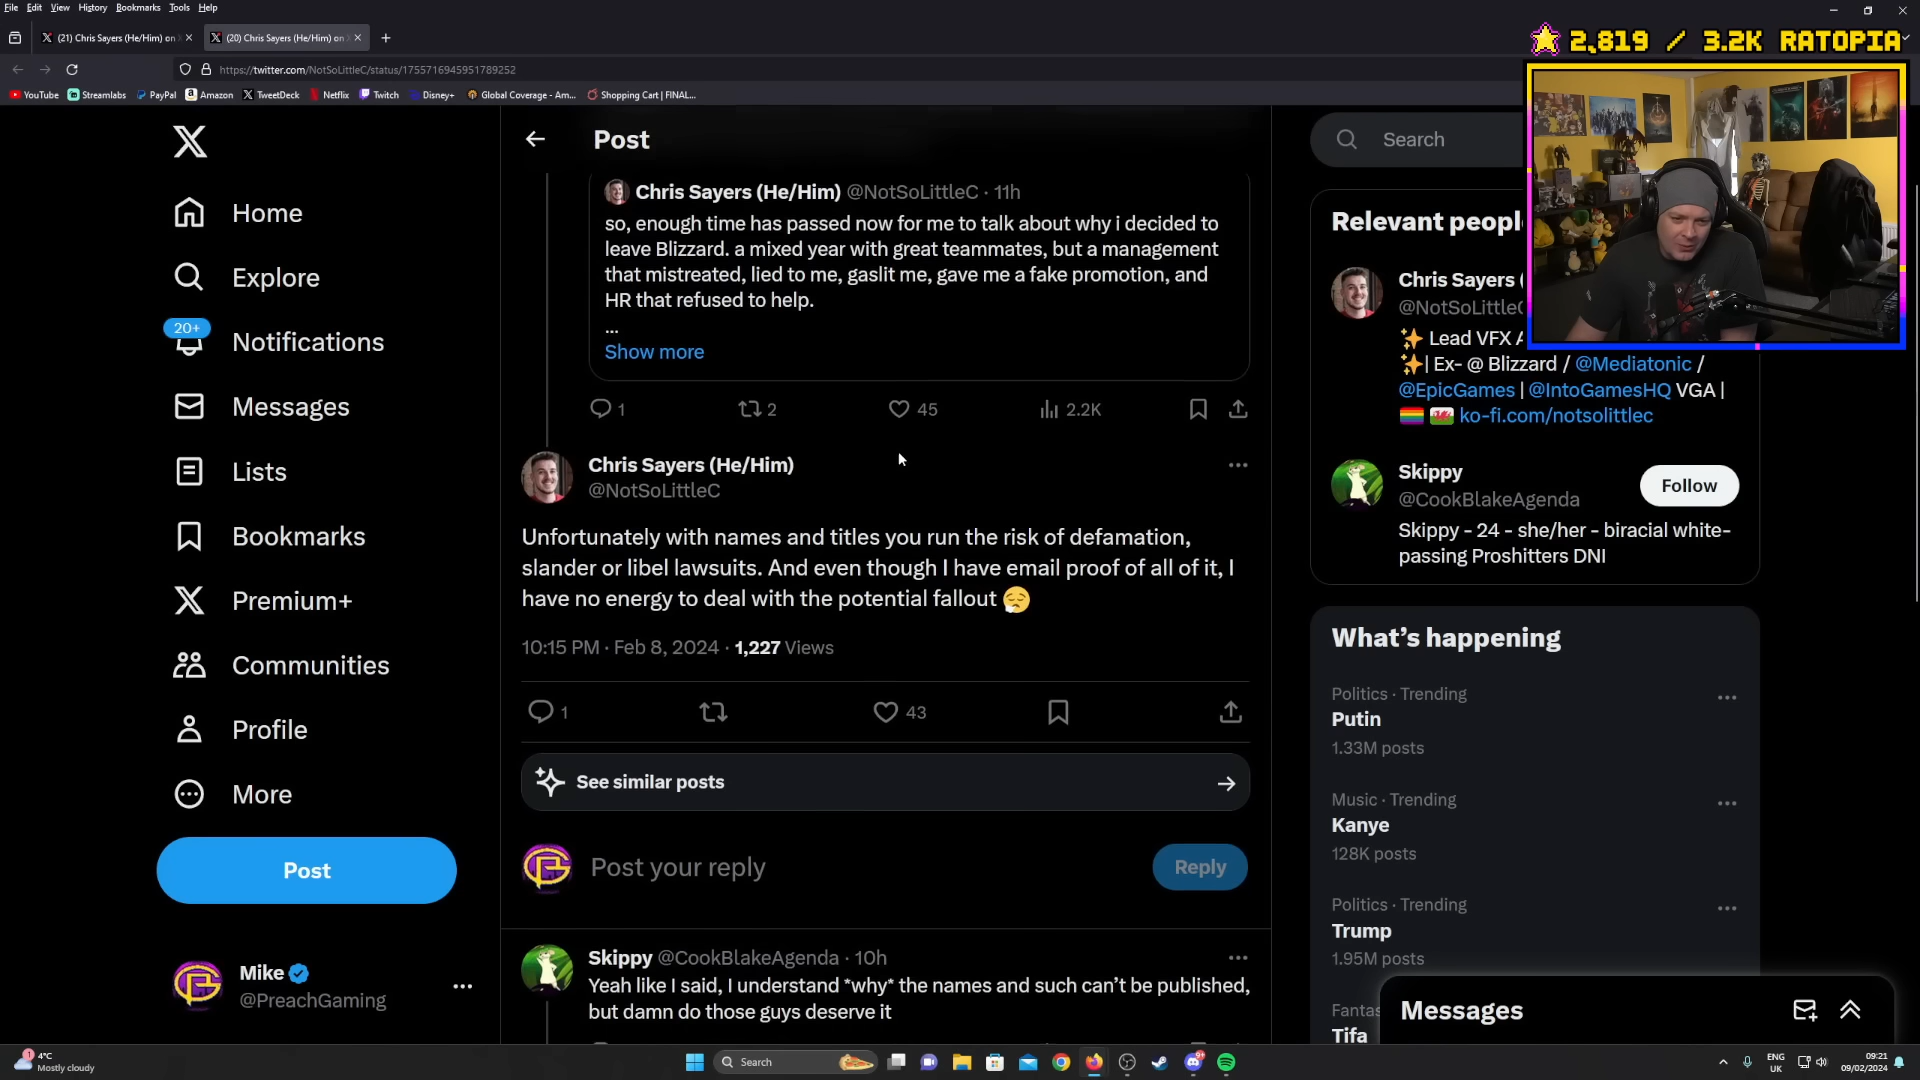 File Edit View History Bookmarks Tools Help
(21) Chris Sayers (He/Him) on
(20) Chris Sayers (He/Him) on
https://twitter.com/NotSoLittleC/status/1755716945951789252
YouTube Streamlabs PayPal Amazon TweetDeck Netflix Twitch Disney+ Global Coverage - Am... Shopping Cart | FINAL...
2,819 / 3.2K RATOPIA
X
Home
Explore
20+
Notifications
Messages
Lists
Bookmarks
Premium+
Communities
Profile
More
Post
Mike
@PreachGaming
Post
Chris Sayers (He/Him) @NotSoLittleC · 11h
so, enough time has passed now for me to talk about why i decided to
leave Blizzard. a mixed year with great teammates, but a management
that mistreated, lied to me, gaslit me, gave me a fake promotion, and
HR that refused to help.
...
Show more
1 2 45 2.2K
Chris Sayers (He/Him)
@NotSoLittleC
Unfortunately with names and titles you run the risk of defamation,
slander or libel lawsuits. And even though I have email proof of all of it, I
have no energy to deal with the potential fallout 😮‍💨
10:15 PM · Feb 8, 2024 · 1,227 Views
1 43
See similar posts
Post your reply
Reply
Skippy @CookBlakeAgenda · 10h
Yeah like I said, I understand *why* the names and such can't be published,
but damn do those guys deserve it
Search
Relevant people
Chris Sayers (
@NotSoLittleC
✨ Lead VFX
✨| Ex- @ Blizzard / @Mediatonic /
@EpicGames | @IntoGamesHQ VGA |
🏳️‍🌈 🏴󠁧󠁢󠁷󠁬󠁳󠁿 ko-fi.com/notsolittlec
Skippy
@CookBlakeAgenda
Follow
Skippy - 24 - she/her - biracial white-
passing Proshitters DNI
What's happening
Politics · Trending
Putin
1.33M posts
Music · Trending
Kanye
128K posts
Politics · Trending
Trump
1.95M posts
Fantas
Tifa
Messages
1
4°C
Mostly cloudy
Search
ENG
UK
09:21
09/02/2024